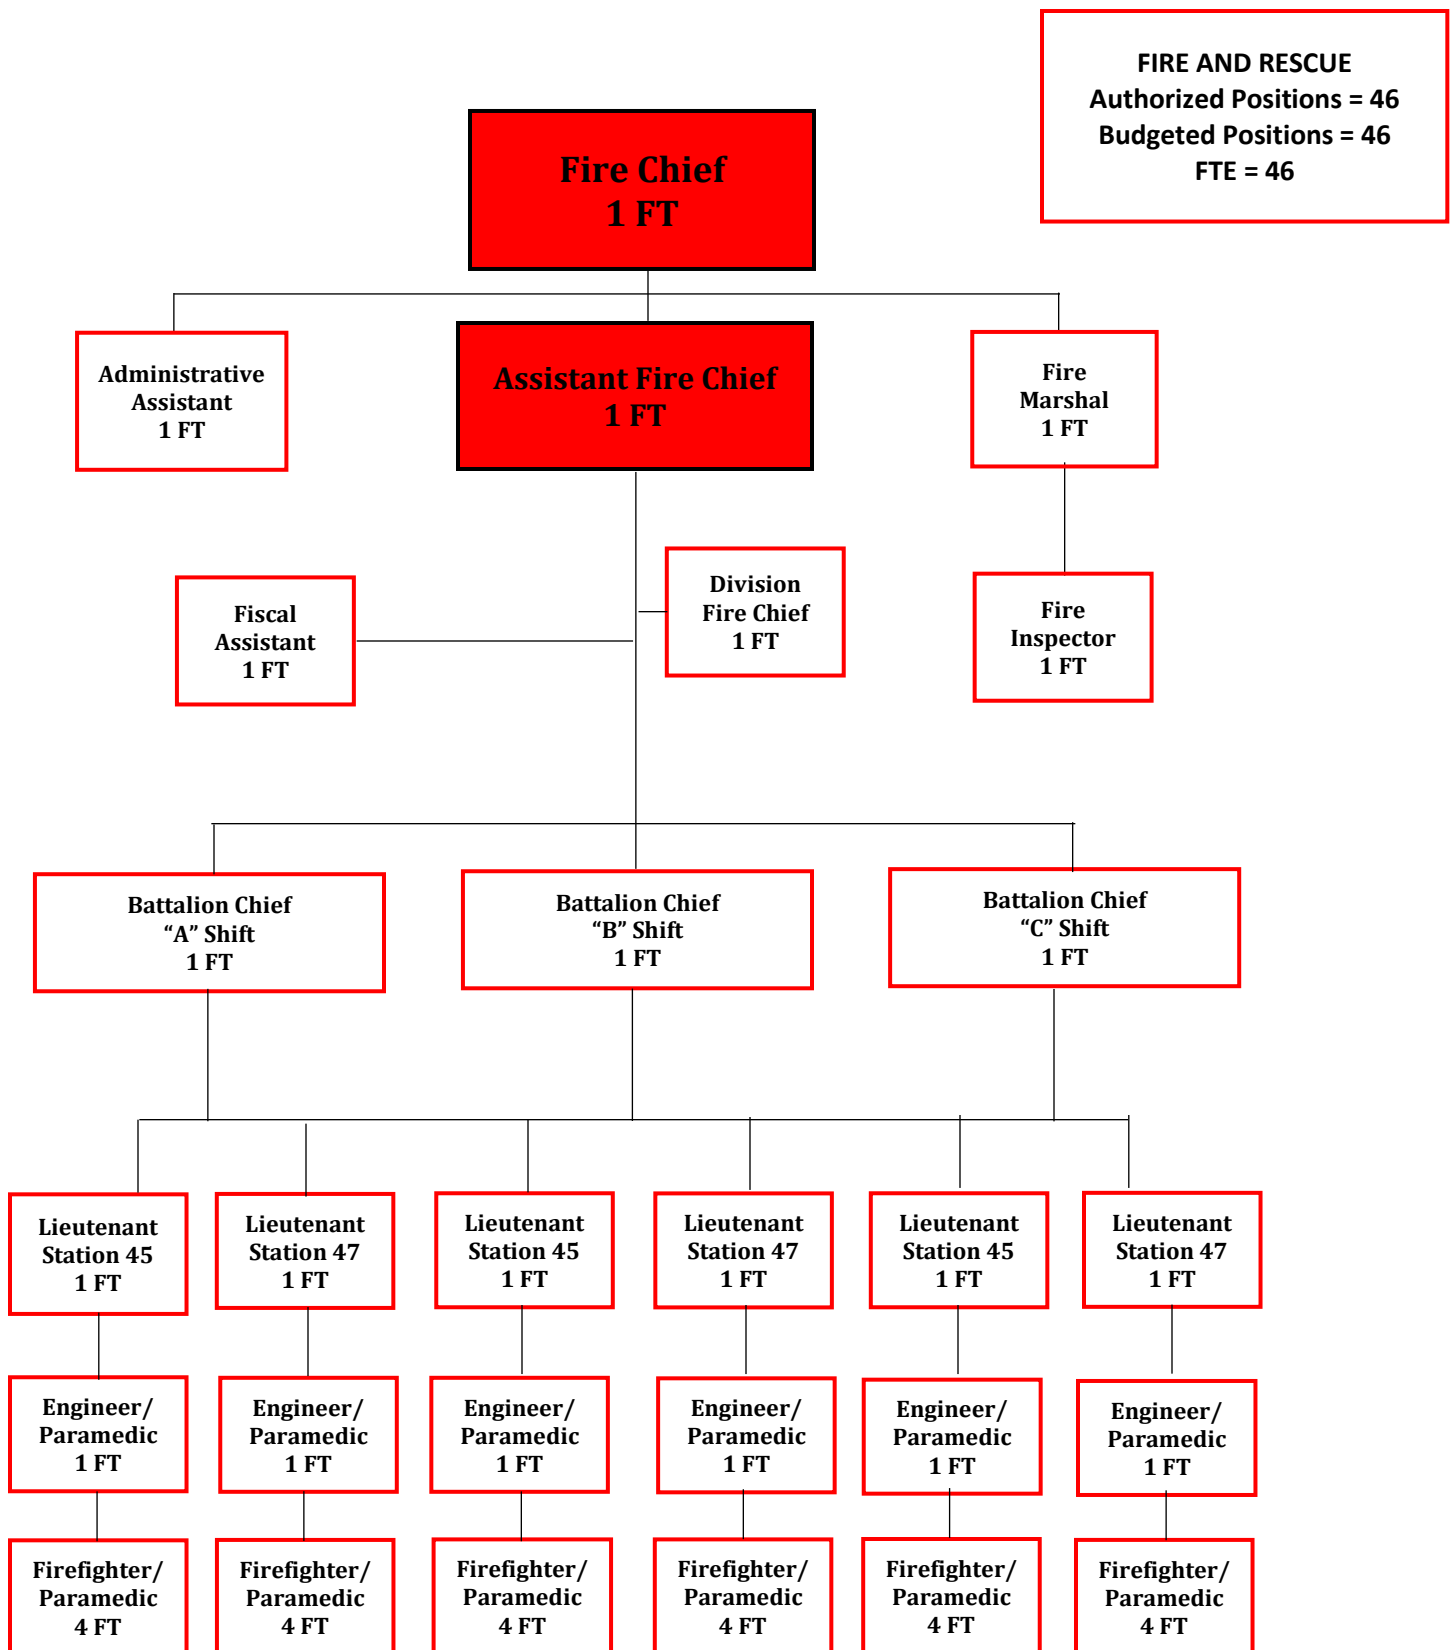 FIRE AND RESCUE
Authorized Positions = 46
Budgeted Positions = 46
FTE = 46
Fire Chief
1 FT
Administrative
Assistant
1 FT
Assistant Fire Chief
1 FT
Fire
Marshal
1 FT
Fiscal
Assistant
1 FT
Division
Fire Chief
1 FT
Fire
Inspector
1 FT
Battalion Chief
“A” Shift
1 FT
Battalion Chief
“B” Shift
1 FT
Battalion Chief
“C” Shift
1 FT
Lieutenant
Station 45
1 FT
Lieutenant
Station 47
1 FT
Lieutenant
Station 45
1 FT
Lieutenant
Station 47
1 FT
Lieutenant
Station 45
1 FT
Lieutenant
Station 47
1 FT
Engineer/
Paramedic
1 FT
Engineer/
Paramedic
1 FT
Engineer/
Paramedic
1 FT
Engineer/
Paramedic
1 FT
Engineer/
Paramedic
1 FT
Engineer/
Paramedic
1 FT
Firefighter/
Paramedic
4 FT
Firefighter/
Paramedic
4 FT
Firefighter/
Paramedic
4 FT
Firefighter/
Paramedic
4 FT
Firefighter/
Paramedic
4 FT
Firefighter/
Paramedic
4 FT